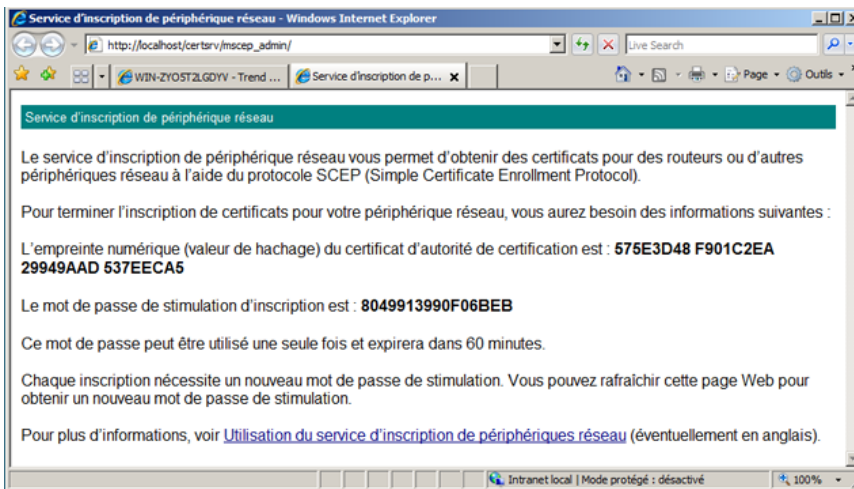 Service d'inscription de périphérique réseau - Windows Internet Explorer
http://localhost/certsrv/mscep_admin/
Live Search
WIN-ZYO5T2LGDYV - Trend ...
Service d'inscription de p...
Page
Outils
Service d'inscription de périphérique réseau
Le service d'inscription de périphérique réseau vous permet d'obtenir des certificats pour des routeurs ou d'autres
périphériques réseau à l'aide du protocole SCEP (Simple Certificate Enrollment Protocol).
Pour terminer l'inscription de certificats pour votre périphérique réseau, vous aurez besoin des informations suivantes :
L'empreinte numérique (valeur de hachage) du certificat d'autorité de certification est : 575E3D48 F901C2EA
29949AAD 537EECA5
Le mot de passe de stimulation d'inscription est : 8049913990F06BEB
Ce mot de passe peut être utilisé une seule fois et expirera dans 60 minutes.
Chaque inscription nécessite un nouveau mot de passe de stimulation. Vous pouvez rafraîchir cette page Web pour
obtenir un nouveau mot de passe de stimulation.
Pour plus d'informations, voir Utilisation du service d'inscription de périphériques réseau (éventuellement en anglais).
Intranet local | Mode protégé : désactivé
100%